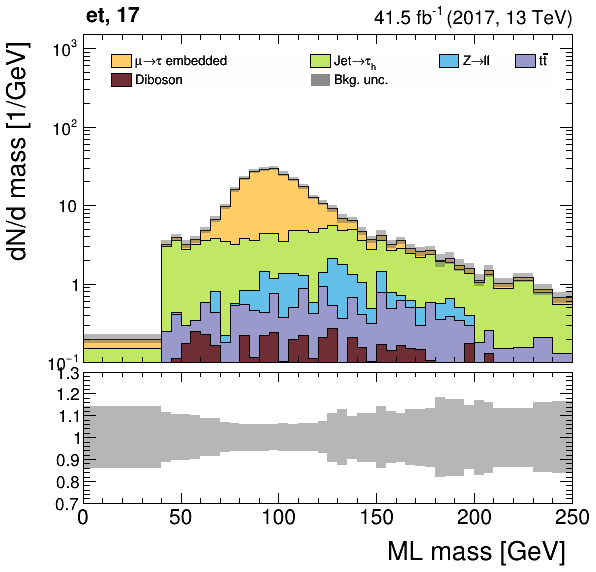 et, 17 41.5 fb⁻¹ (2017, 13 TeV)
dN/d mass [1/GeV]
10³
10²
10
1
10⁻¹
μ→τ embedded Jet→τₕ Z→ll tt̄
Diboson Bkg. unc.
1.3
1.2
1.1
1
0.9
0.8
0.7
0 50 100 150 200 250
ML mass [GeV]